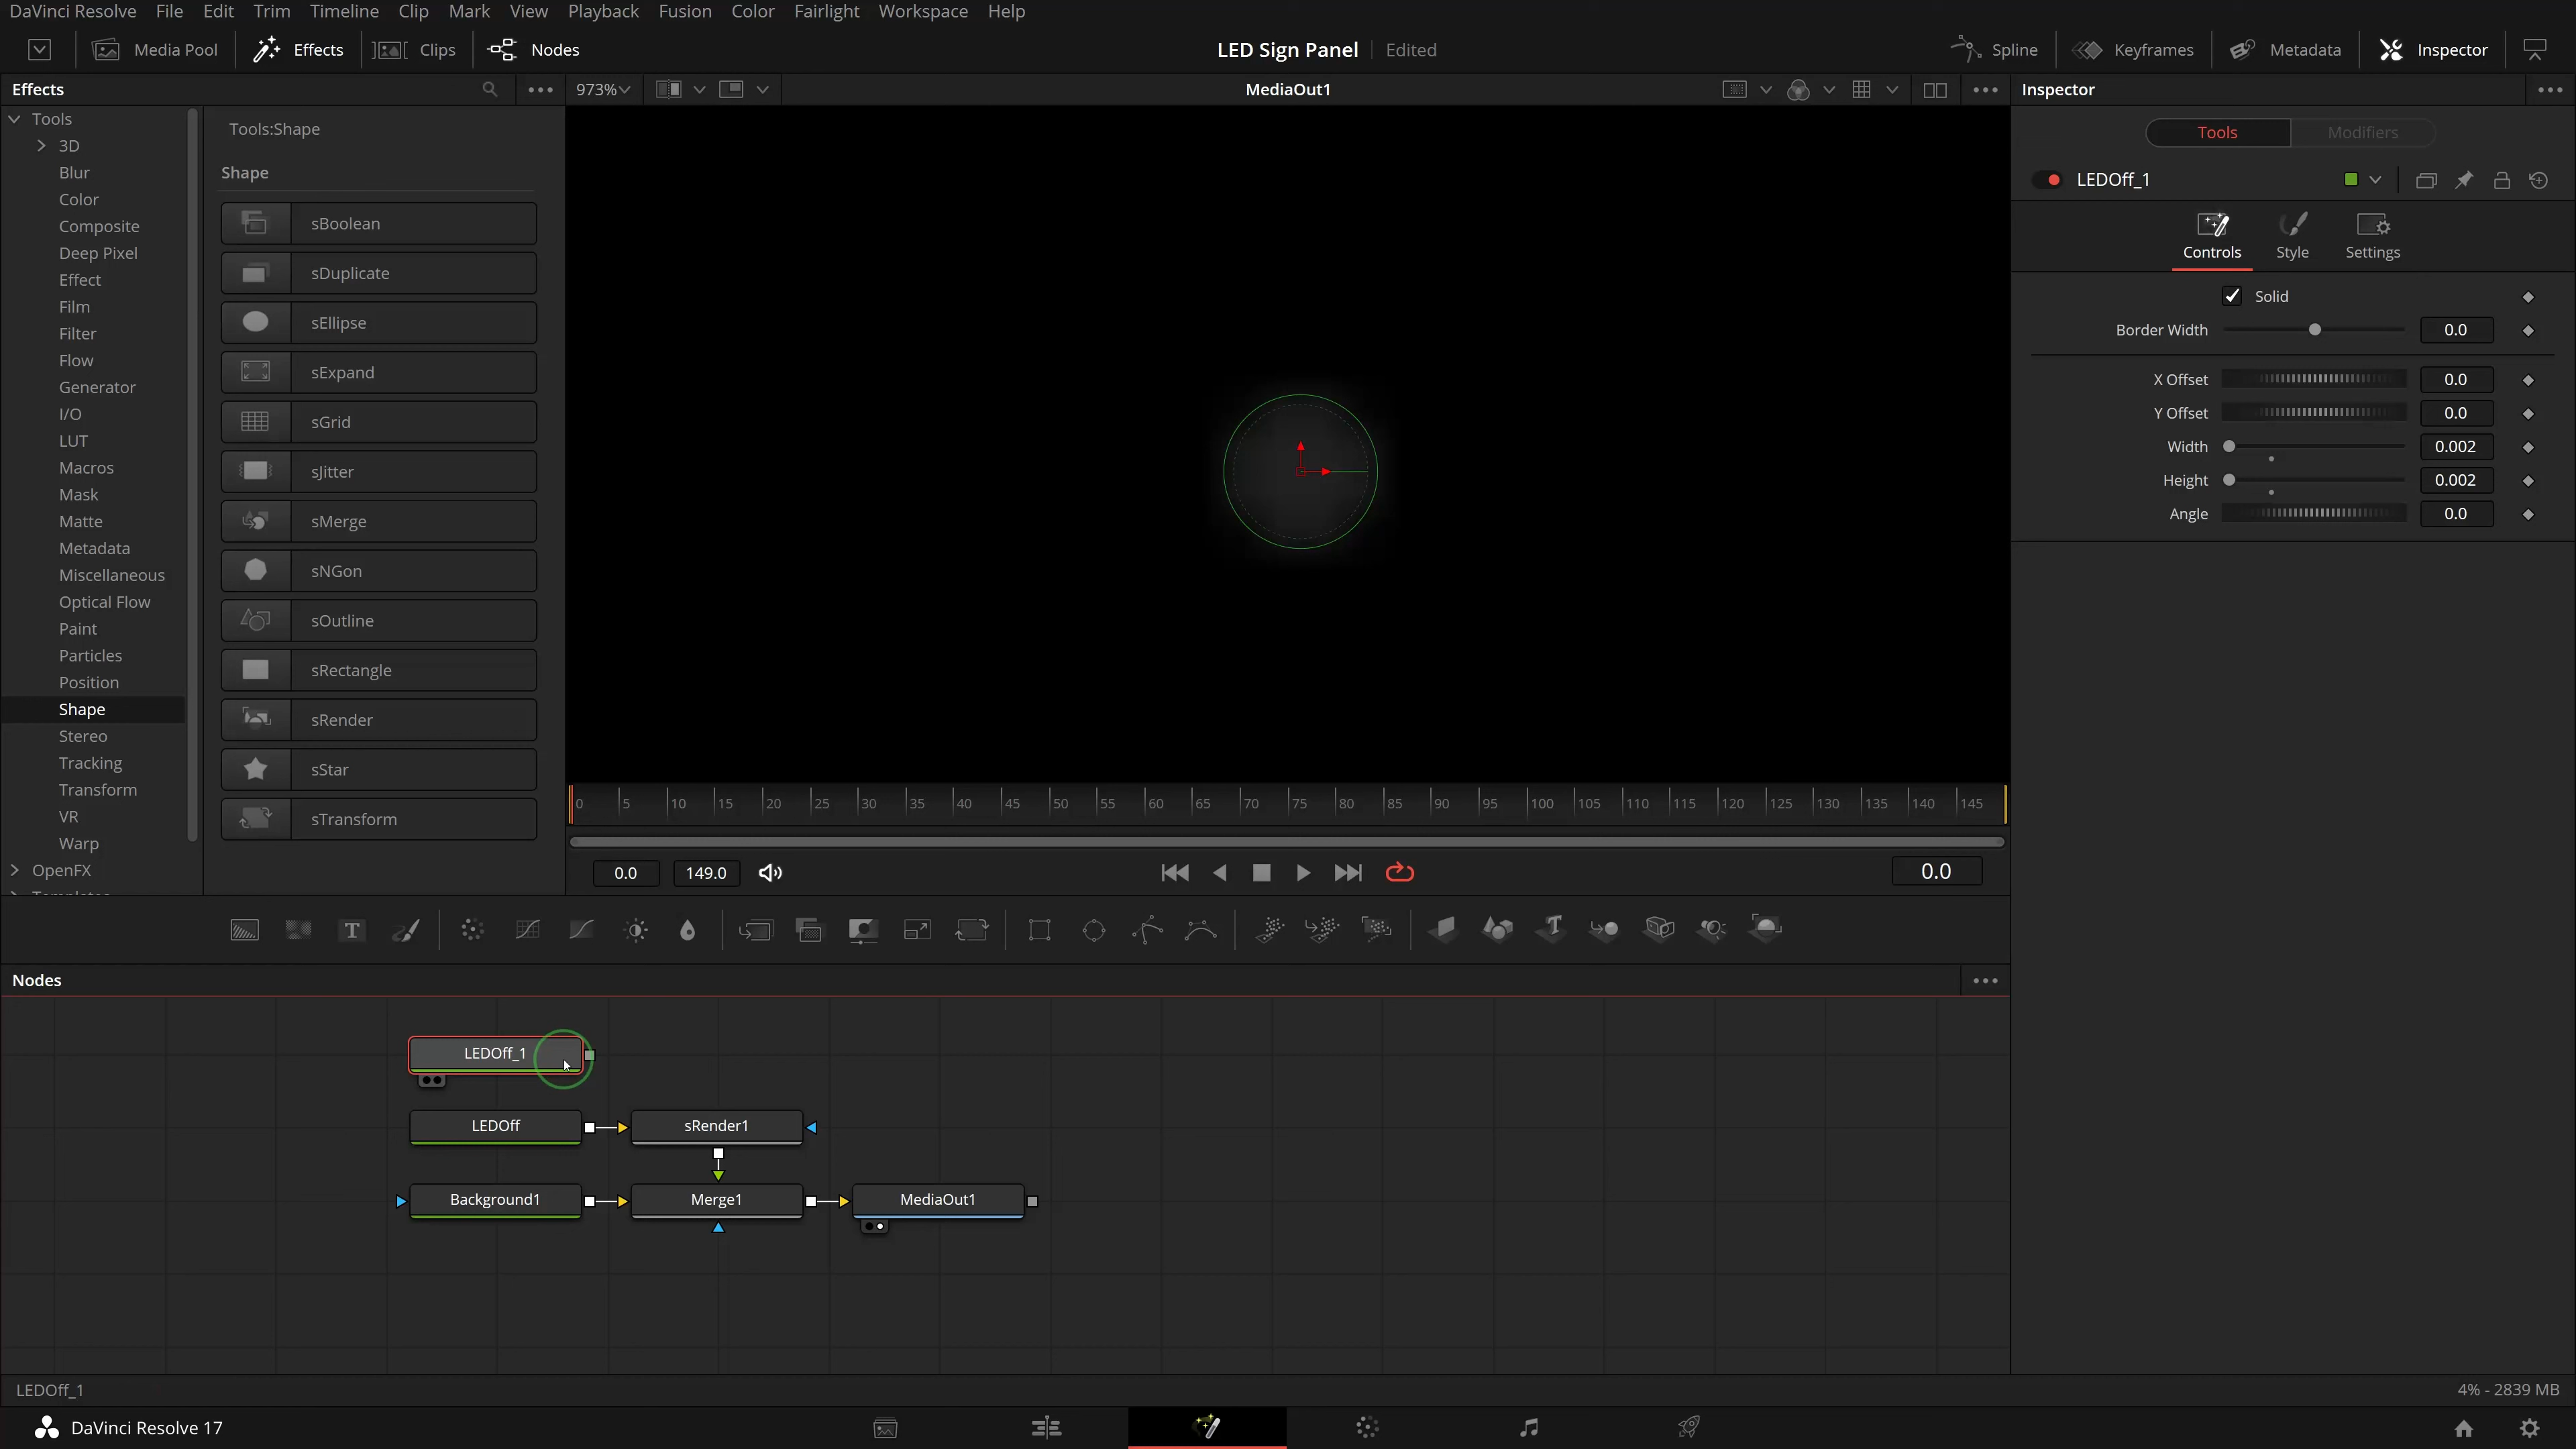 DaVinci Resolve File Edit Trim Timeline Clip Mark View Playback Fusion Color Fairlight Workspace Help
Media Pool Effects Clips Nodes LED Sign Panel Edited Spline Keyframes Metadata Inspector
Effects 973% MediaOut1 Inspector
Tools
3D
Blur
Color
Composite
Deep Pixel
Effect
Film
Filter
Flow
Generator
I/O
LUT
Macros
Mask
Matte
Metadata
Miscellaneous
Optical Flow
Paint
Particles
Position
Shape
Stereo
Tracking
Transform
VR
Warp
OpenFX
Templates
Tools:Shape
Shape
sBoolean
sDuplicate
sEllipse
sExpand
sGrid
sJitter
sMerge
sNGon
sOutline
sRectangle
sRender
sStar
sTransform
0 5 10 15 20 25 30 35 40 45 50 55 60 65 70 75 80 85 90 95 100 105 110 115 120 125 130 135 140 145
0.0 149.0 0.0
Tools Modifiers
LEDOff_1
Controls Style Settings
Solid
Border Width 0.0
X Offset 0.0
Y Offset 0.0
Width 0.002
Height 0.002
Angle 0.0
T T
Nodes
LEDOff_1
LEDOff sRender1
Background1 Merge1 MediaOut1
LEDOff_1 4% - 2839 MB
DaVinci Resolve 17